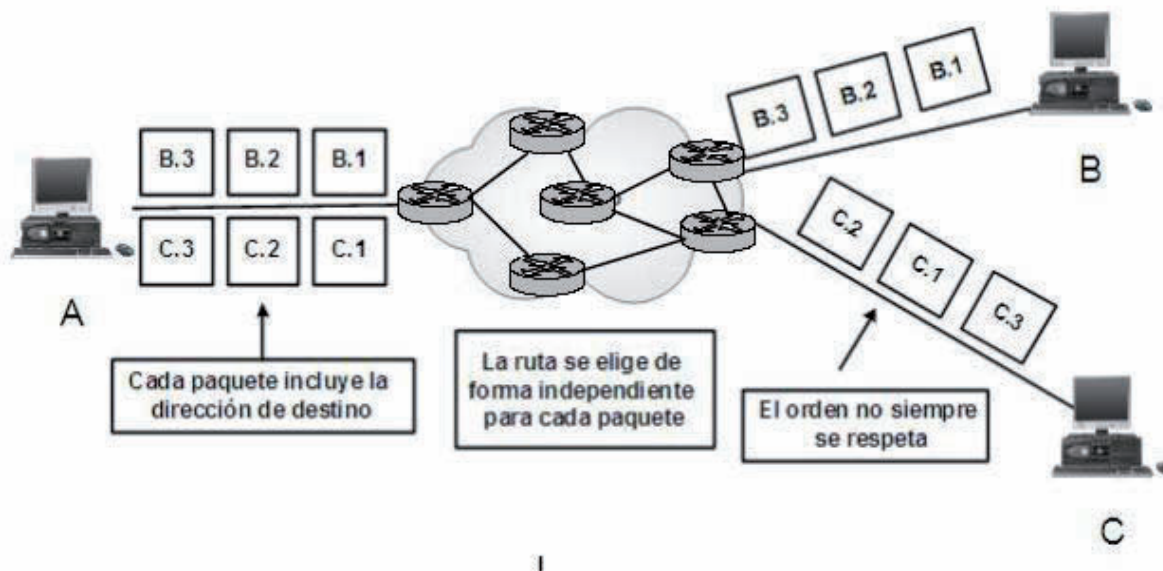 B.3 B.2 B.1
C.3 C.2 C.1
A
B.3 B.2 B.1
B
C.2 C.1 C.3
C
Cada paquete incluye la
dirección de destino
La ruta se elige de
forma independiente
para cada paquete
El orden no siempre
se respeta